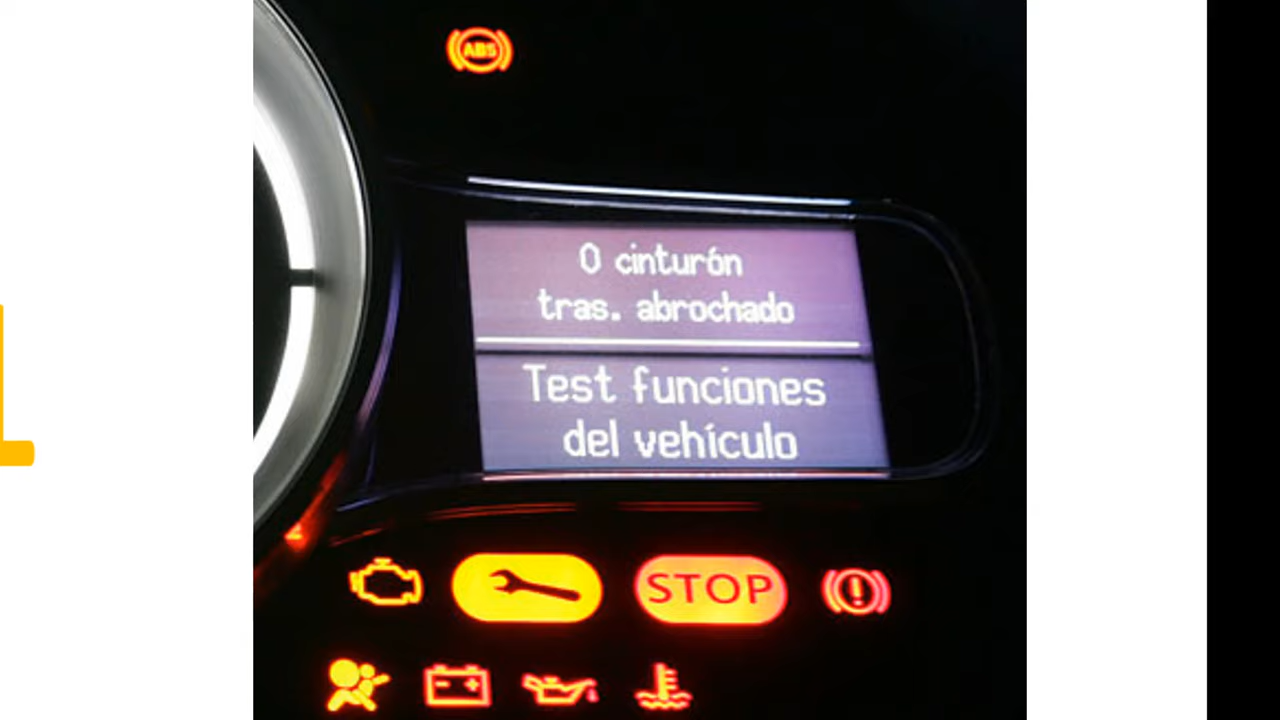 ABS
0 cinturón
tras. abrochado
Test funciones
del vehículo
STOP